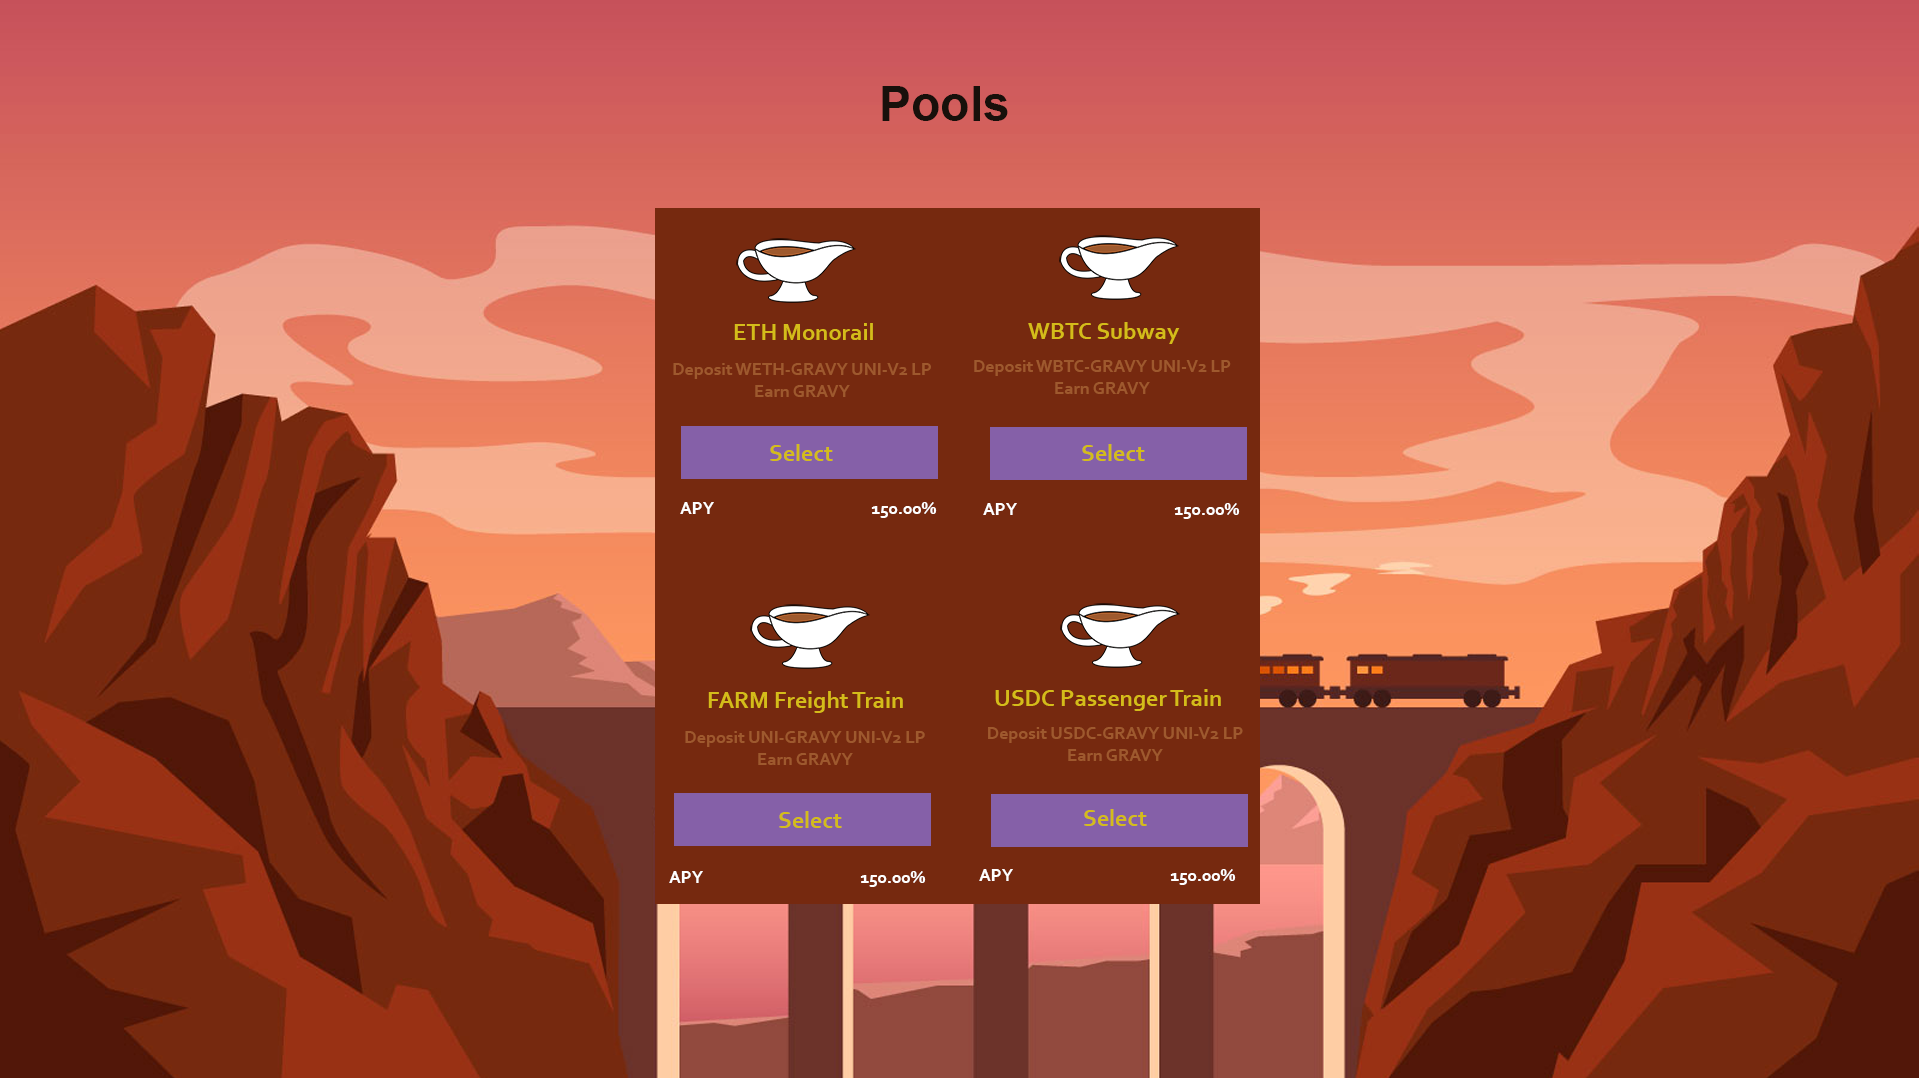 Pools
ETH Monorail
Deposit WETH-GRAVY UNI-V2 LP
Earn GRAVY
Select
APY 150.00%
WBTC Subway
Deposit WBTC-GRAVY UNI-V2 LP
Earn GRAVY
Select
APY 150.00%
FARM Freight Train
Deposit UNI-GRAVY UNI-V2 LP
Earn GRAVY
Select
APY 150.00%
USDC Passenger Train
Deposit USDC-GRAVY UNI-V2 LP
Earn GRAVY
Select
APY 150.00%